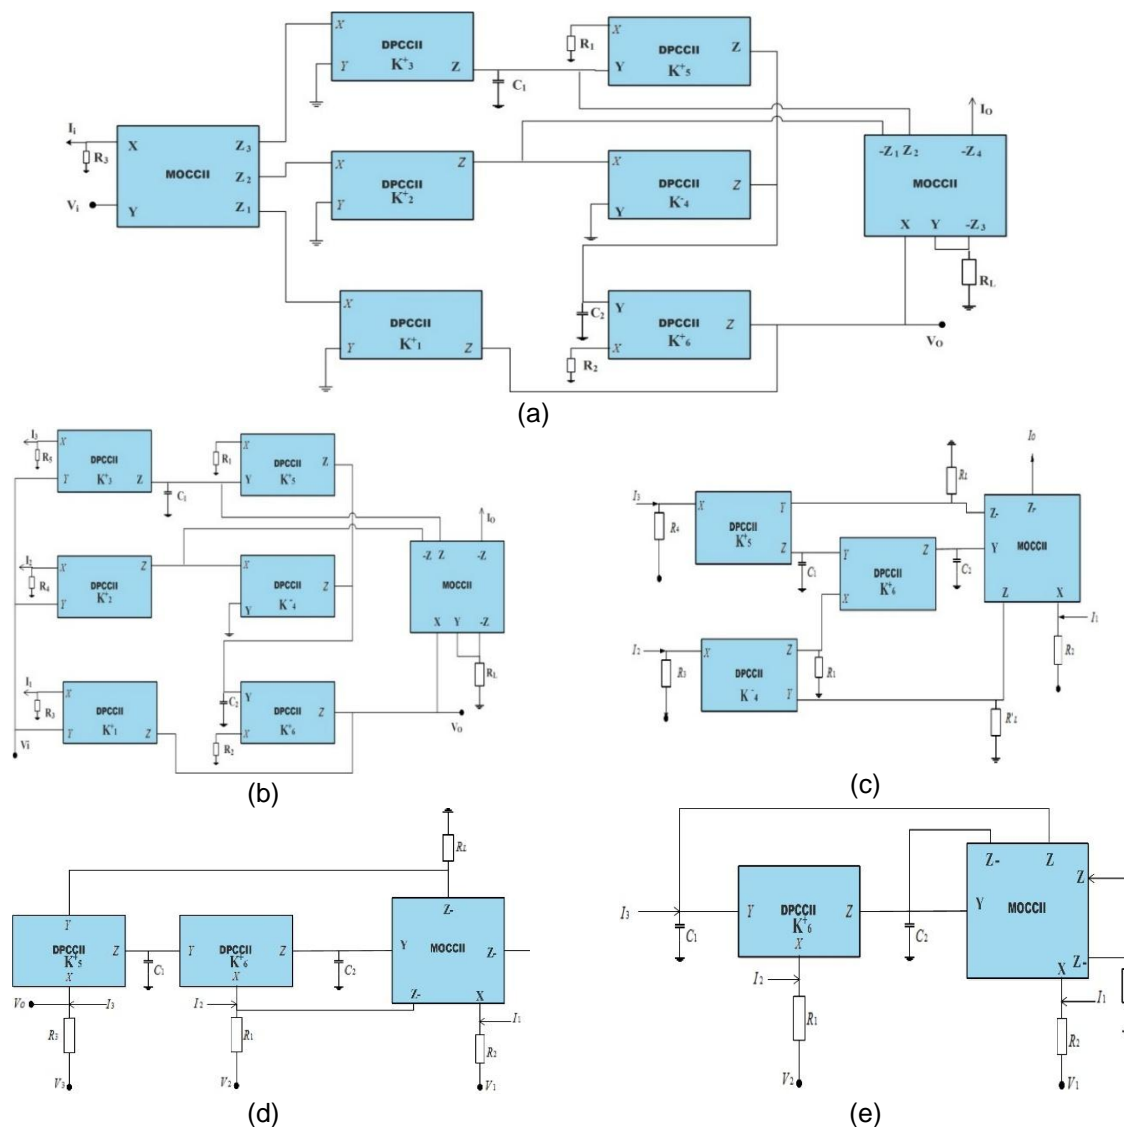 X
DPCCII
K+3
Y
Z
C1
X
R1
DPCCII
K+5
Y
Z
Ii
R3
X
MOCCII
Vi
Y
Z3
Z2
Z1
X
DPCCII
K+2
Y
Z
X
DPCCII
K-4
Y
Z
IO
-Z1 Z2
-Z4
MOCCII
X
Y
-Z3
RL
X
DPCCII
K+1
Y
Z
C2
Y
DPCCII
K+6
X
Z
R2
VO
(a)
I3
R5
X
DPCCII
K+3
Y
Z
C1
X
R1
DPCCII
K+5
Y
Z
I2
R4
X
DPCCII
K+2
Y
Z
DPCCII
K-4
Y
Z
IO
-Z Z
-Z
MOCCII
X
Y
-Z
RL
I1
R3
X
DPCCII
K+1
Y
Z
Vi
C2
Y
DPCCII
K+6
X
Z
R2
VO
(b)
I3
R4
X
DPCCII
K+5
Y
Z
C1
RL
I0
Y
DPCCII
K+6
X
Z
C2
Z-
Z-
Y
MOCCII
Z
X
I1
R2
I2
R3
X
DPCCII
K-4
Z
Y
R1
R'L
(c)
RL
Y
DPCCII
K+5
Z
X
C1
Y
DPCCII
K+6
Z
X
C2
Z-
Y
MOCCII
Z-
Z-
X
V0
I3
R3
V3
I2
R1
V2
I1
R2
V1
(d)
I3
C1
Y
DPCCII
K+6
Z
X
C2
Z-
Z
Z
Y
MOCCII
Z-
X
I2
R1
V2
I1
R2
V1
(e)